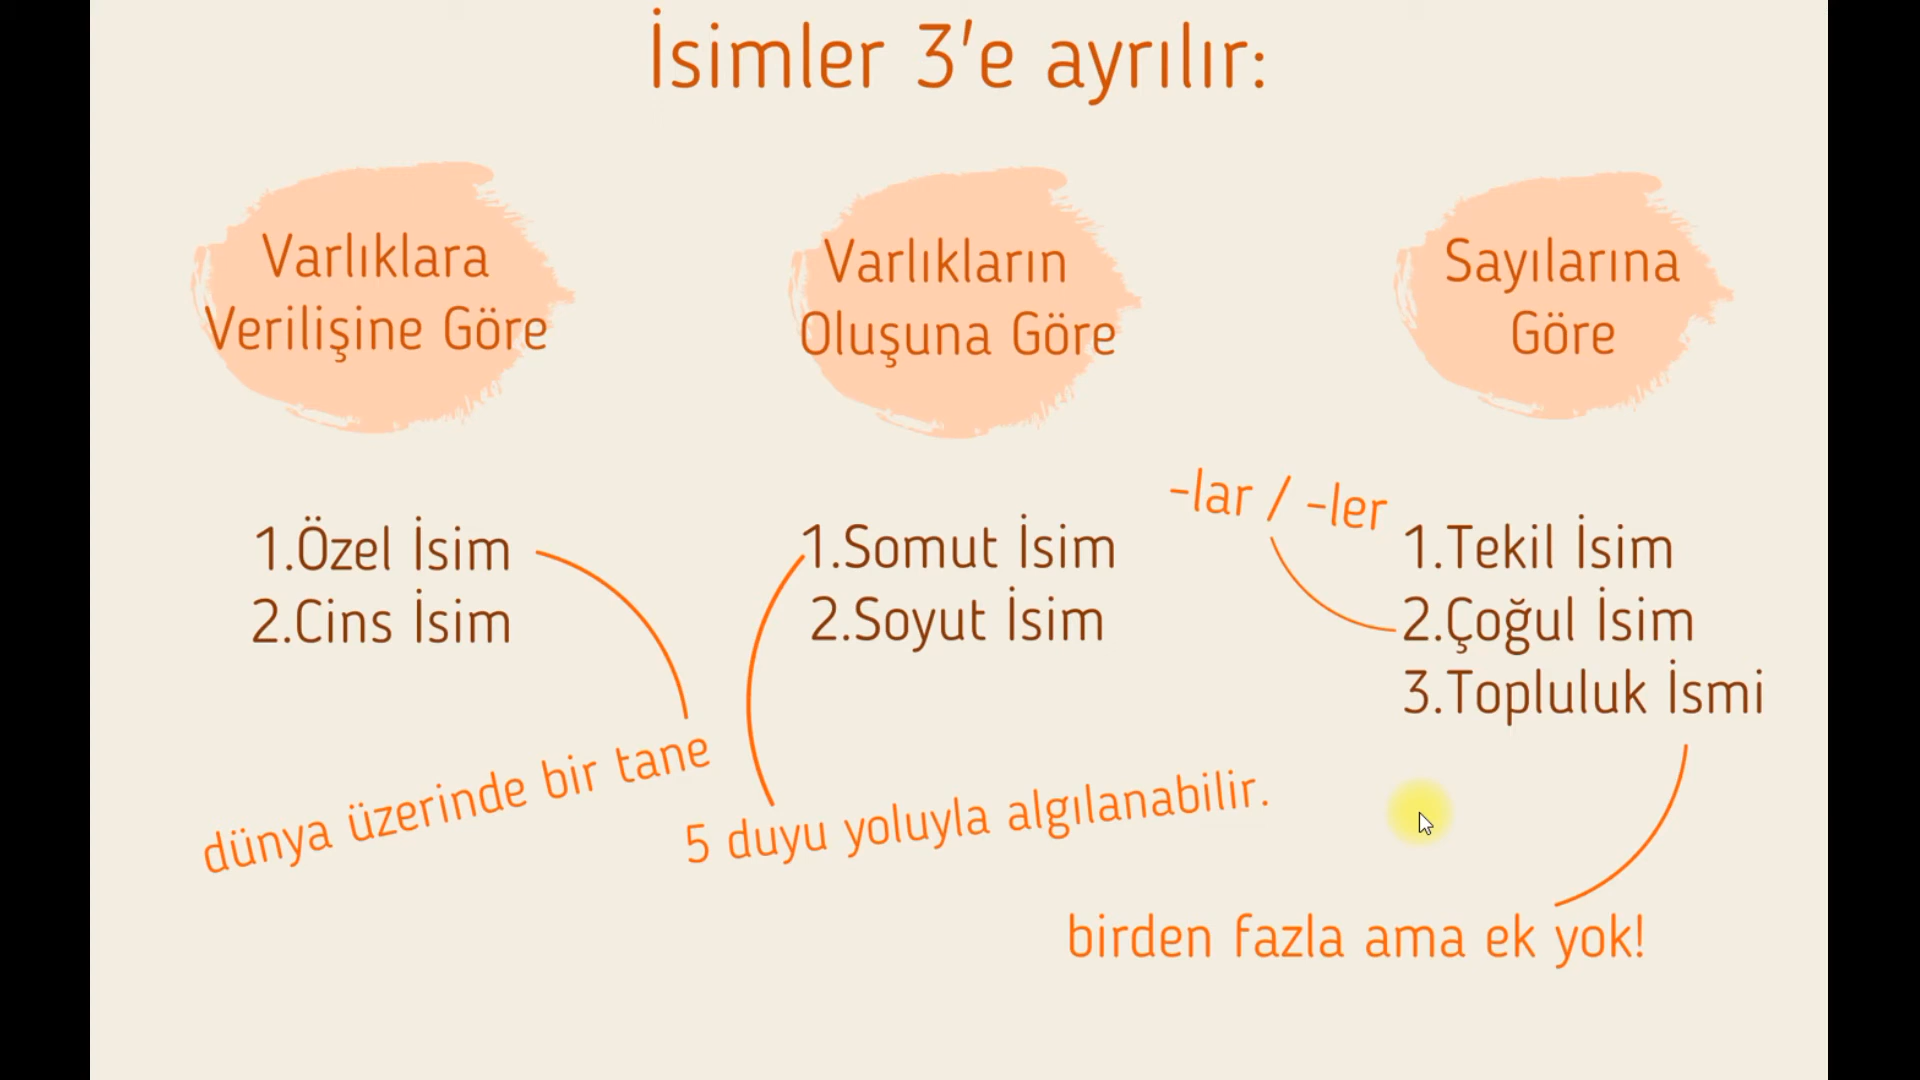 İsimler 3'e ayrılır:
Varlıklara
Verilişine Göre
1.Özel İsim
2.Cins İsim
dünya üzerinde bir tane
Varlıkların
Oluşuna Göre
1.Somut İsim
2.Soyut İsim
5 duyu yoluyla algılanabilir.
Sayılarına
Göre
-lar / -ler
1.Tekil İsim
2.Çoğul İsim
3.Topluluk İsmi
birden fazla ama ek yok!